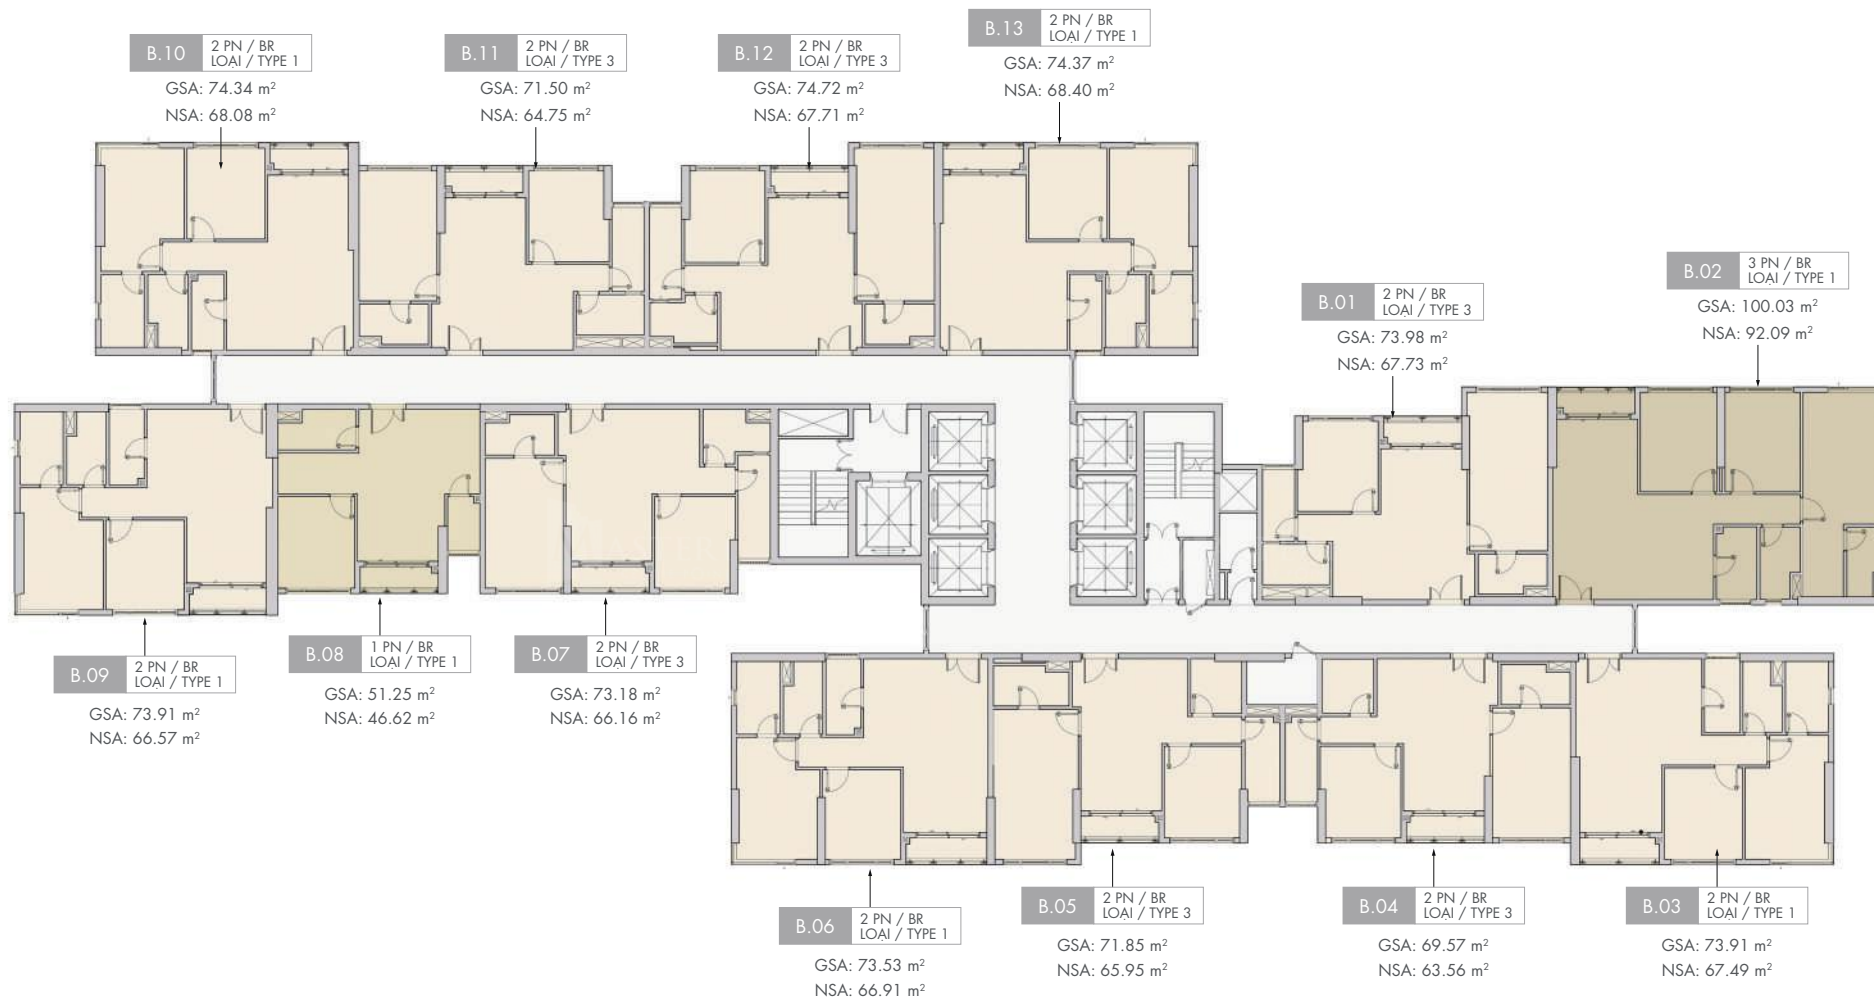 B.13
2 PN / BR
LOẠI / TYPE 1
GSA: 74.37 m²
NSA: 68.40 m²
B.10
2 PN / BR
LOẠI / TYPE 1
GSA: 74.34 m²
NSA: 68.08 m²
B.11
2 PN / BR
LOẠI / TYPE 3
GSA: 71.50 m²
NSA: 64.75 m²
B.12
2 PN / BR
LOẠI / TYPE 3
GSA: 74.72 m²
NSA: 67.71 m²
B.01
2 PN / BR
LOẠI / TYPE 3
GSA: 73.98 m²
NSA: 67.73 m²
B.02
3 PN / BR
LOẠI / TYPE 1
GSA: 100.03 m²
NSA: 92.09 m²
B.09
2 PN / BR
LOẠI / TYPE 1
GSA: 73.91 m²
NSA: 66.57 m²
B.08
1 PN / BR
LOẠI / TYPE 1
GSA: 51.25 m²
NSA: 46.62 m²
B.07
2 PN / BR
LOẠI / TYPE 3
GSA: 73.18 m²
NSA: 66.16 m²
B.06
2 PN / BR
LOẠI / TYPE 1
GSA: 73.53 m²
NSA: 66.91 m²
B.05
2 PN / BR
LOẠI / TYPE 3
GSA: 71.85 m²
NSA: 65.95 m²
B.04
2 PN / BR
LOẠI / TYPE 3
GSA: 69.57 m²
NSA: 63.56 m²
B.03
2 PN / BR
LOẠI / TYPE 1
GSA: 73.91 m²
NSA: 67.49 m²